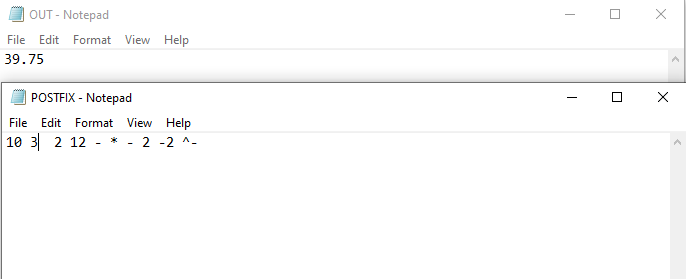 OUT - Notepad
File Edit Format View Help
39.75
POSTFIX - Notepad
File Edit Format View Help
10 3  2 12 - * - 2 -2 ^-